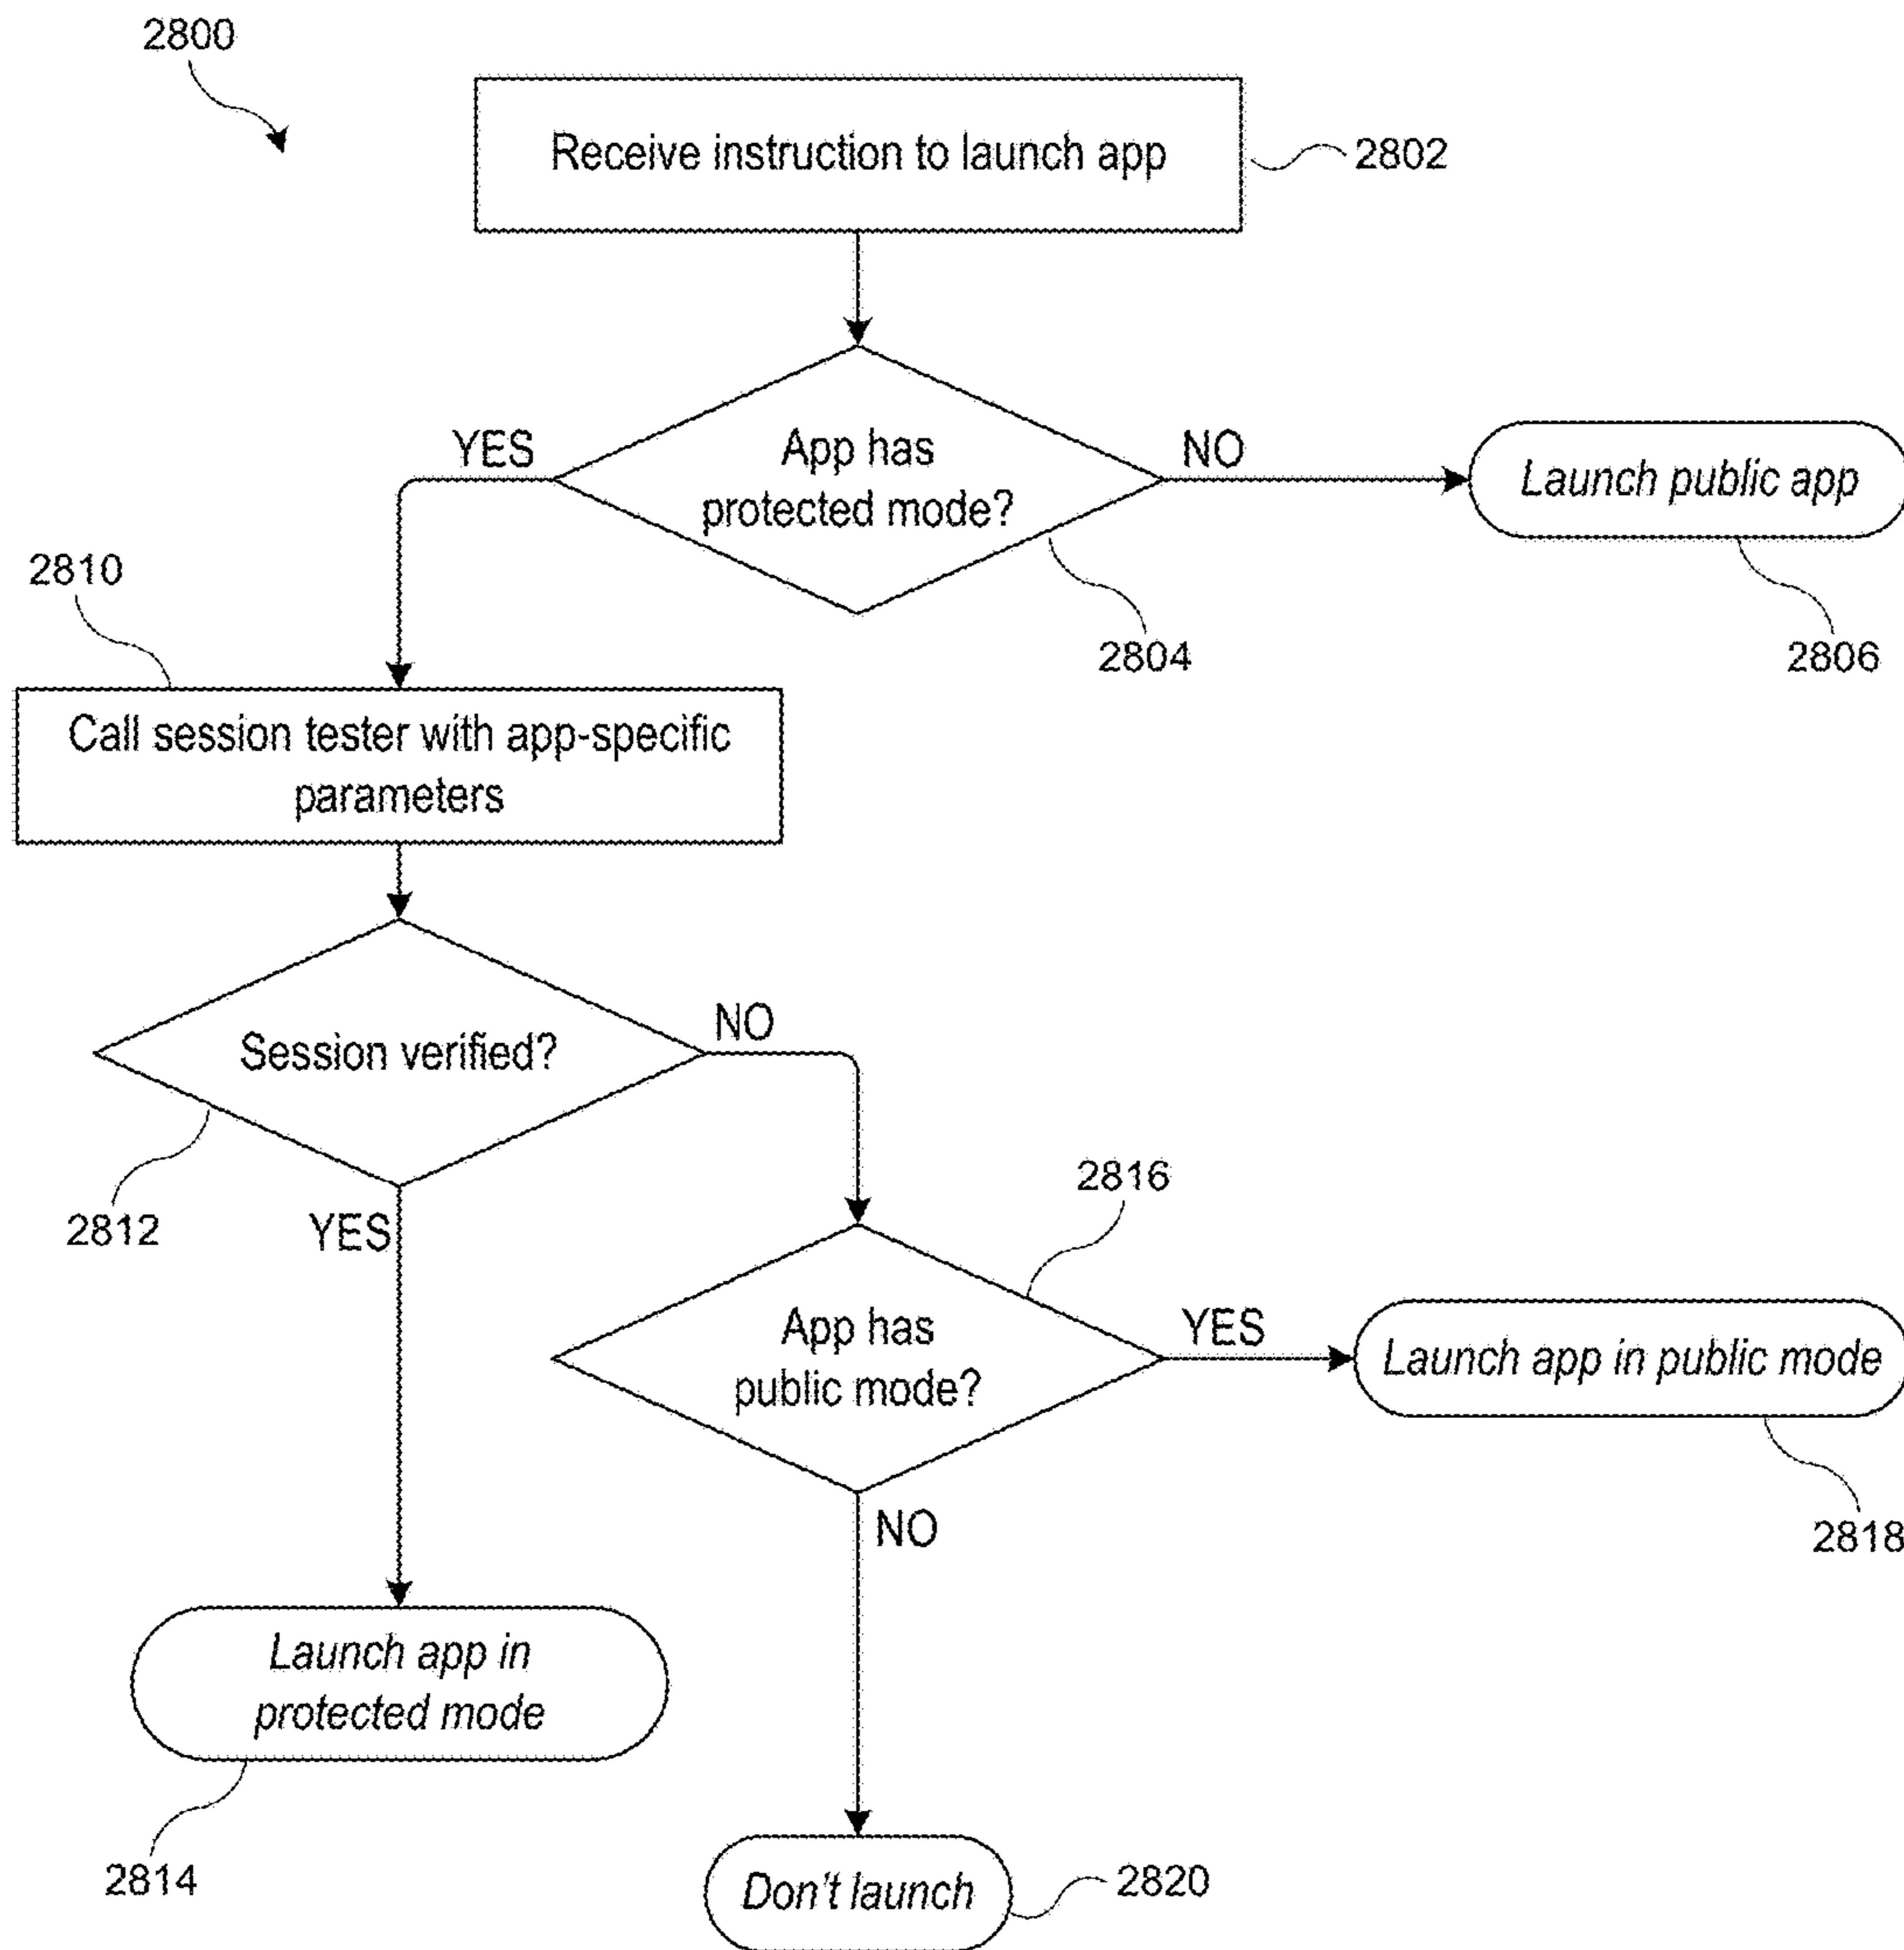 2800
Receive instruction to launch app
2802
YES
App has
protected mode?
NO
Launch public app
2804
2806
2810
Call session tester with app-specific
parameters
Session verified?
NO
2812
YES
2816
App has
public mode?
YES
Launch app in public mode
2818
NO
Launch app in
protected mode
2814
Don't launch
2820